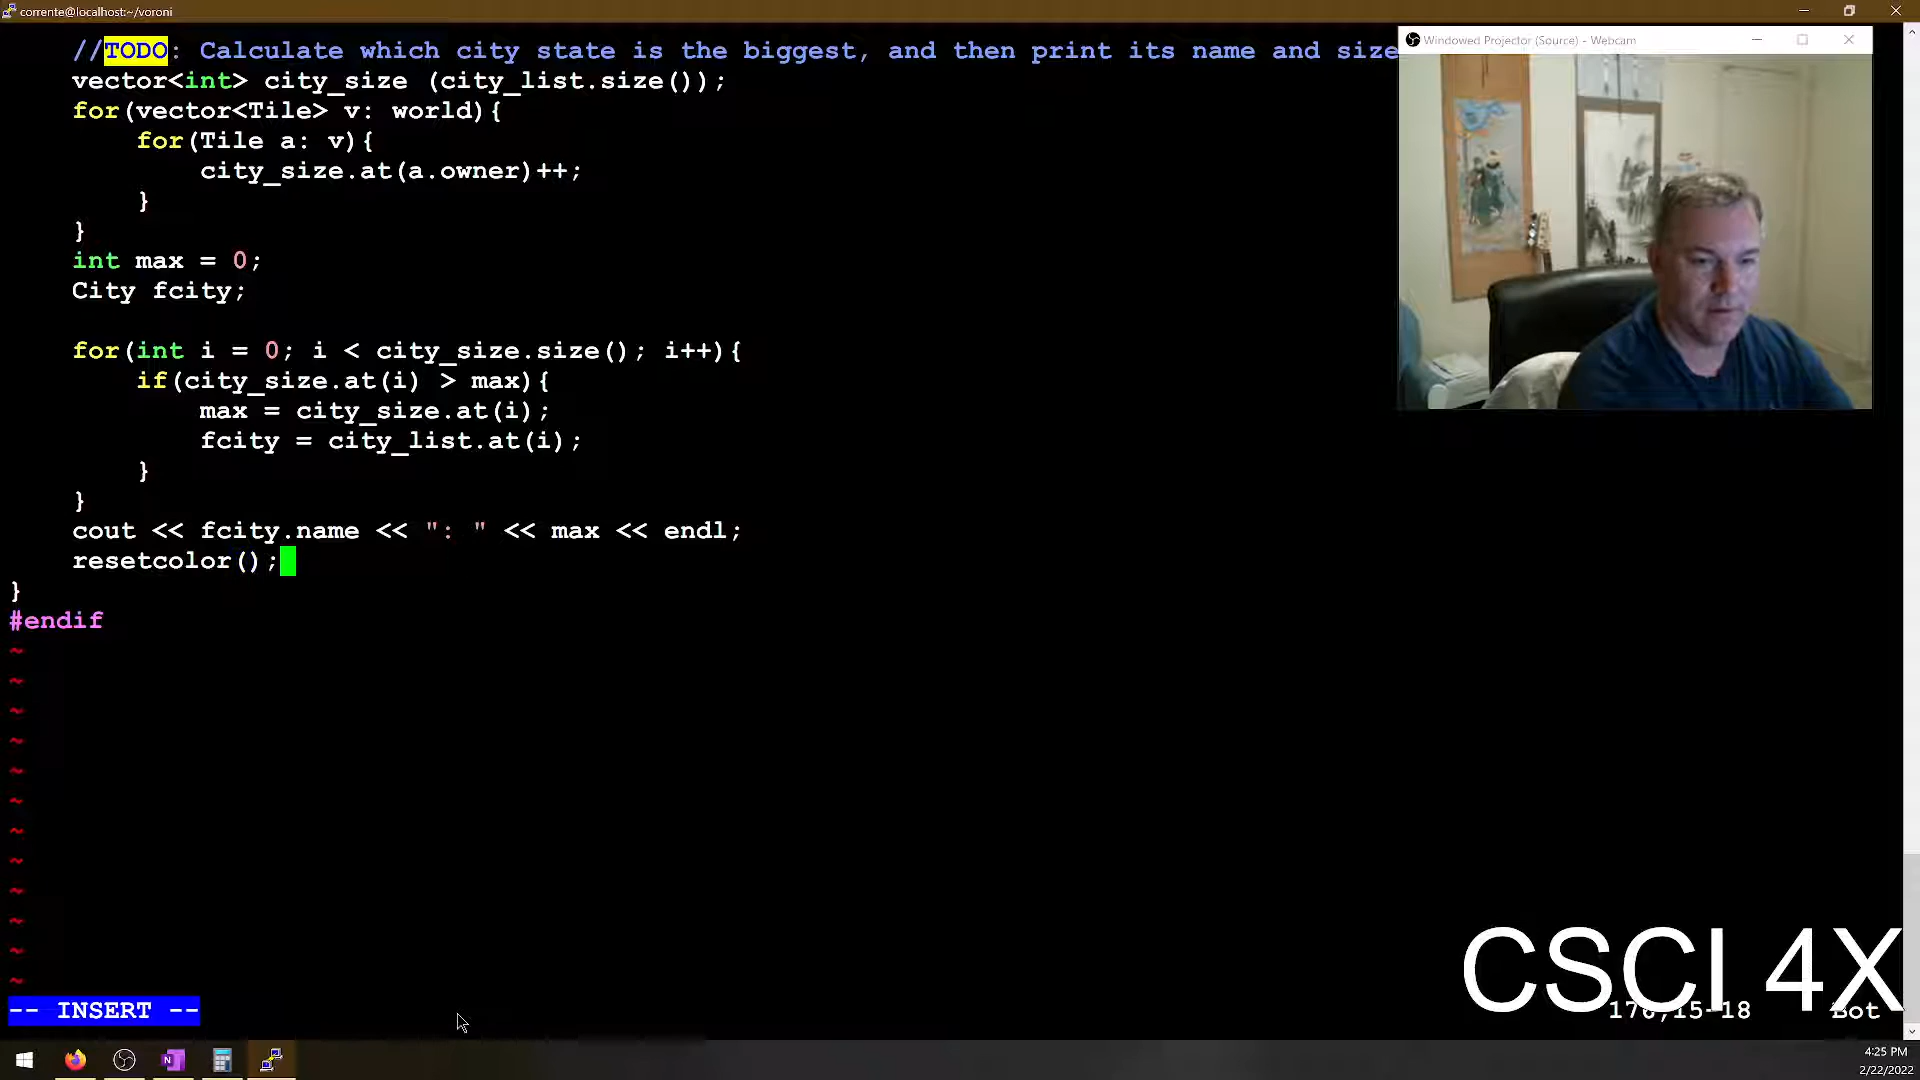 corrente@localhost:~/voroni
//TODO: Calculate which city state is the biggest, and then print its name and size
vector<int> city_size (city_list.size());
for(vector<Tile> v: world){
for(Tile a: v){
city_size.at(a.owner)++;
}
}
int max = 0;
City fcity;
for(int i = 0; i < city_size.size(); i++){
if(city_size.at(i) > max){
max = city_size.at(i);
fcity = city_list.at(i);
}
}
cout << fcity.name << ": " << max << endl;
resetcolor();
}
#endif
~
~
~
~
~
~
~
~
~
~
~
~
-- INSERT --
Windowed Projector (Source) - Webcam
CSCI 4X
Bot
4:25 PM
2/22/2022